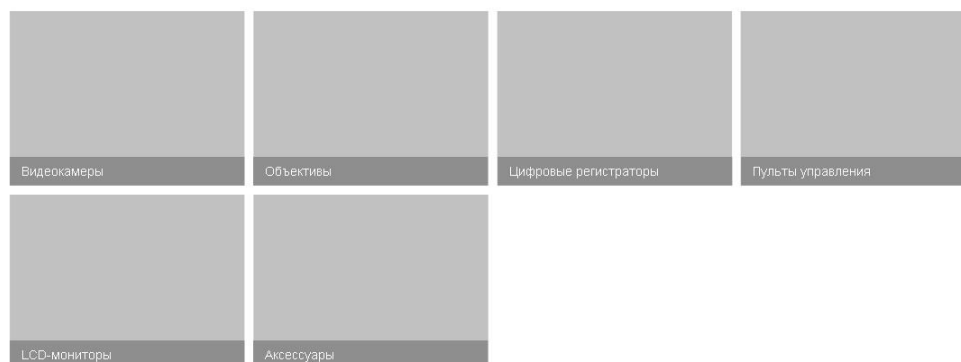 Видеокамеры
Объективы
Цифровые регистраторы
Пульты управления
LCD-мониторы
Аксессуары